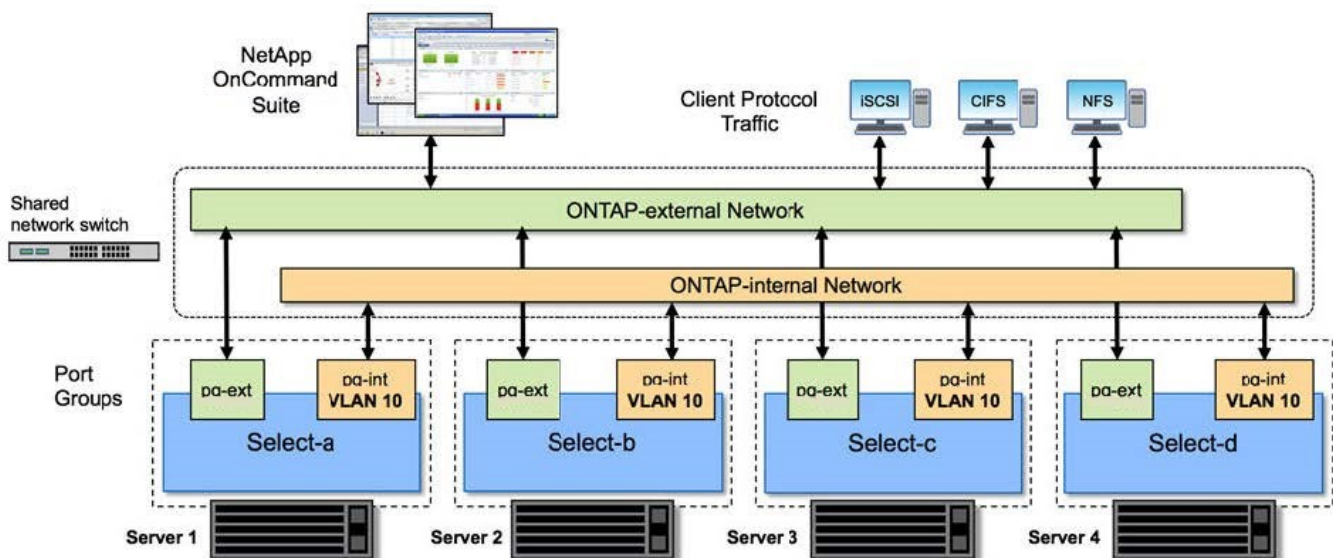 NetApp
OnCommand
Suite
Client Protocol
Traffic
iSCSI
CIFS
NFS
Shared
network switch
ONTAP-external Network
ONTAP-internal Network
Port
Groups
pg-ext
pg-int
VLAN 10
Select-a
Server 1
pg-ext
pg-int
VLAN 10
Select-b
Server 2
pg-ext
pg-int
VLAN 10
Select-c
Server 3
pg-ext
pg-int
VLAN 10
Select-d
Server 4